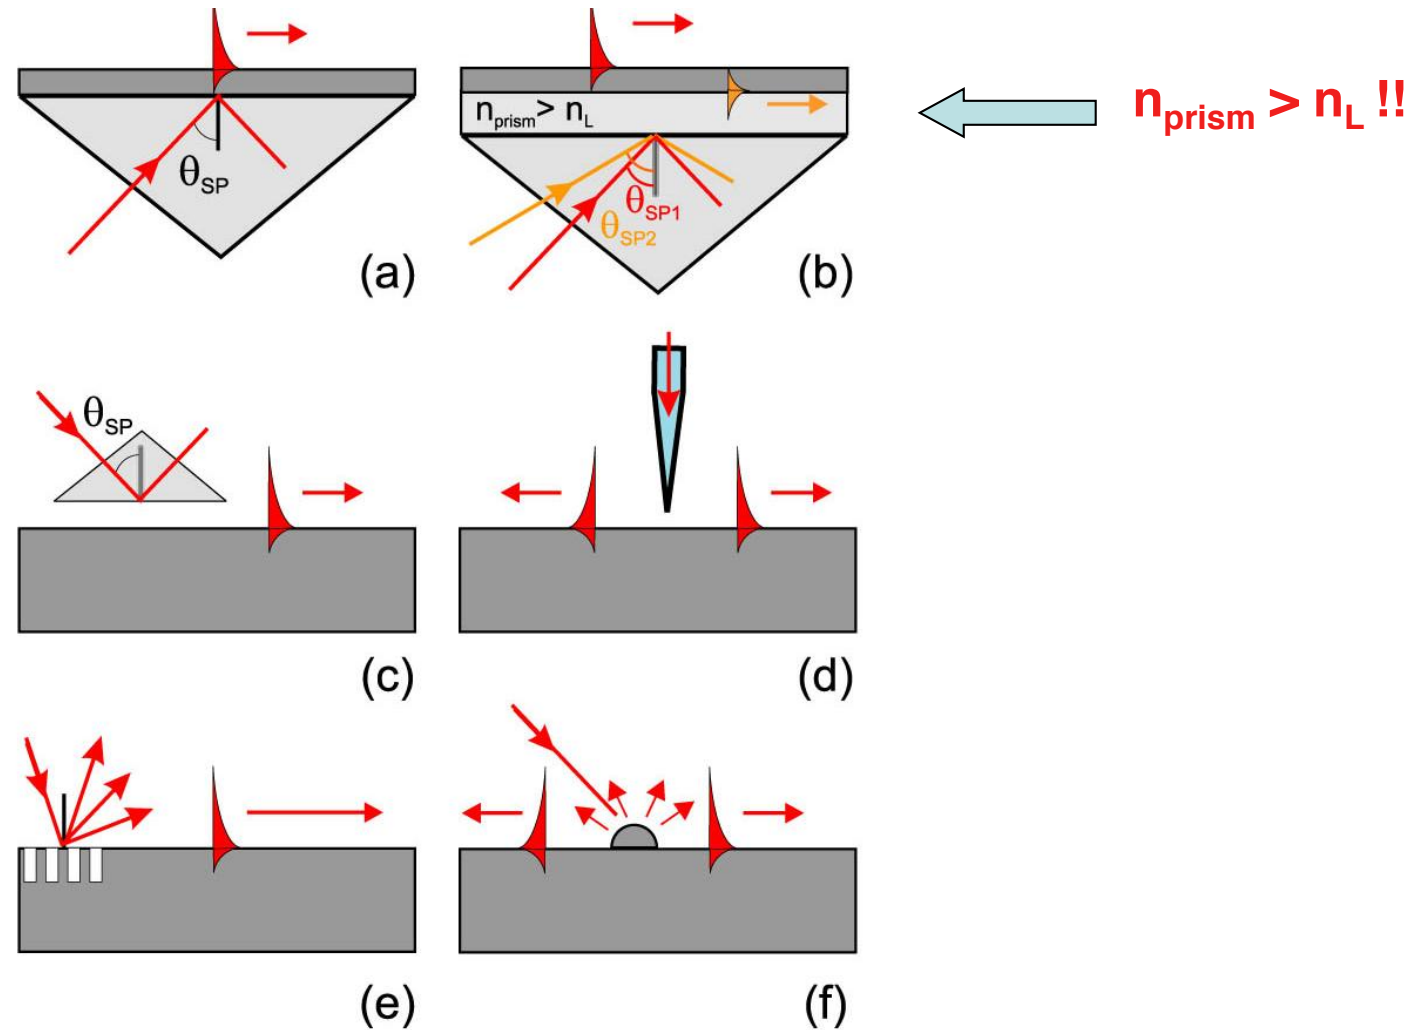 θSP
(a)
nprism> nL
θSP1
θSP2
(b)
nprism > nL !!
θSP
(c)
(d)
(e)
(f)